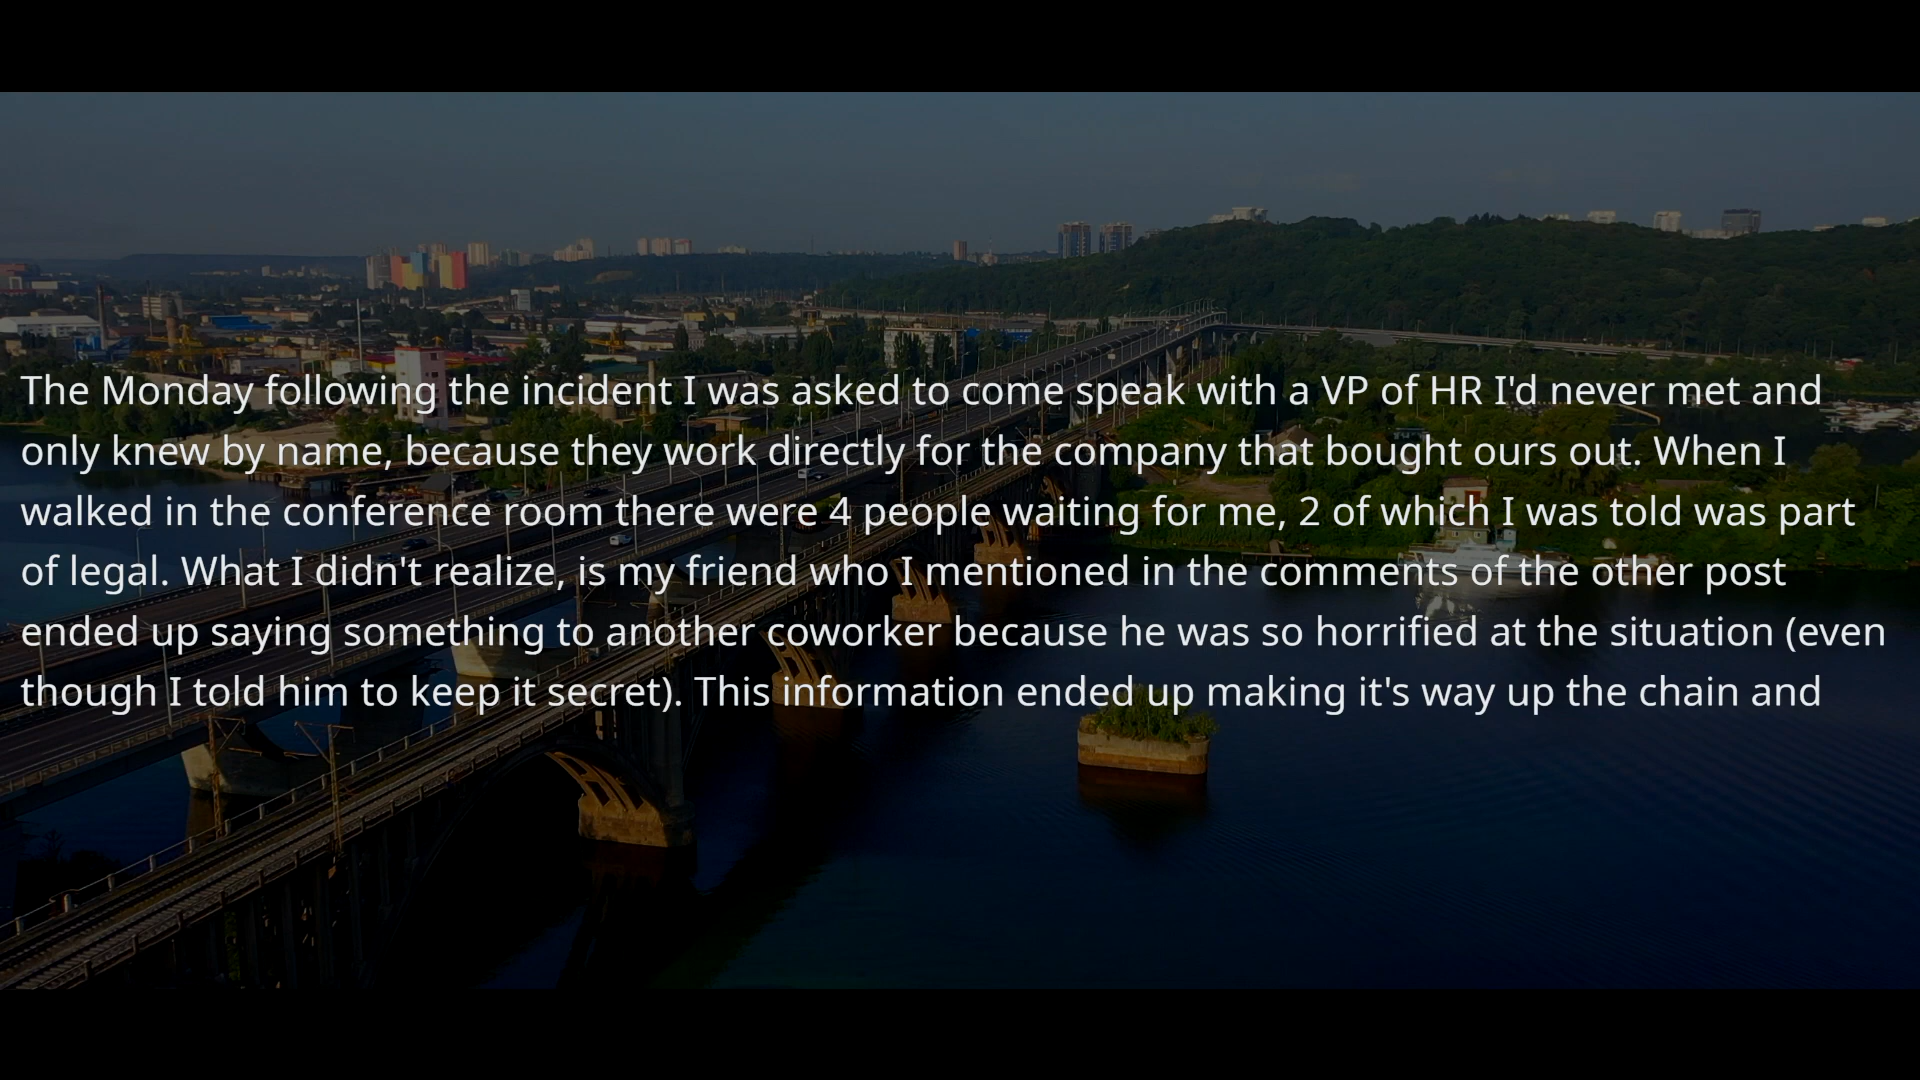 The Monday following the incident I was asked to come speak with a VP of HR I'd never met and
only knew by name, because they work directly for the company that bought ours out. When I
walked in the conference room there were 4 people waiting for me, 2 of which I was told was part
of legal. What I didn't realize, is my friend who I mentioned in the comments of the other post
ended up saying something to another coworker because he was so horrified at the situation (even
though I told him to keep it secret). This information ended up making it's way up the chain and